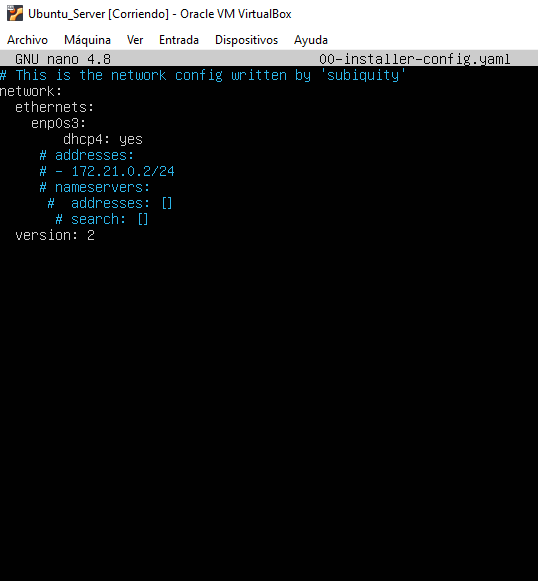 Ubuntu_Server [Corriendo] - Oracle VM VirtualBox
Archivo Máquina Ver Entrada Dispositivos Ayuda
GNU nano 4.8 00-installer-config.yaml
# This is the network config written by 'subiquity'
network:
  ethernets:
    enp0s3:
        dhcp4: yes
     # addresses:
     # - 172.21.0.2/24
     # nameservers:
      #  addresses: []
       # search: []
  version: 2